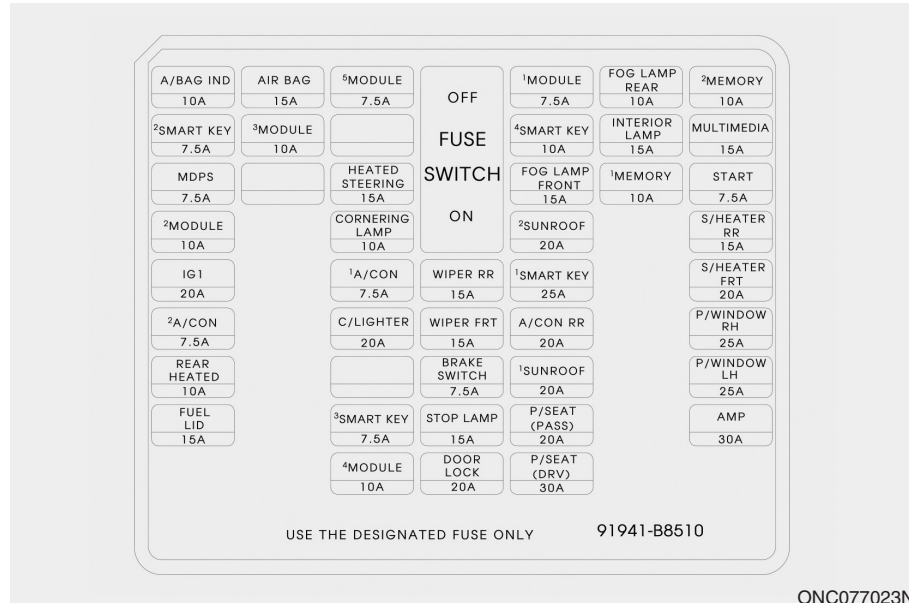 A/BAG IND
10A
AIR BAG
15A
⁵MODULE
7.5A
OFF
FUSE
SWITCH
ON
¹MODULE
7.5A
FOG LAMP
REAR
10A
²MEMORY
10A
²SMART KEY
7.5A
³MODULE
10A
⁴SMART KEY
10A
INTERIOR
LAMP
15A
MULTIMEDIA
15A
MDPS
7.5A
HEATED
STEERING
15A
FOG LAMP
FRONT
15A
¹MEMORY
10A
START
7.5A
²MODULE
10A
CORNERING
LAMP
10A
²SUNROOF
20A
S/HEATER
RR
15A
IG1
20A
¹A/CON
7.5A
WIPER RR
15A
¹SMART KEY
25A
S/HEATER
FRT
20A
²A/CON
7.5A
C/LIGHTER
20A
WIPER FRT
15A
A/CON RR
20A
P/WINDOW
RH
25A
REAR
HEATED
10A
BRAKE
SWITCH
7.5A
¹SUNROOF
20A
P/WINDOW
LH
25A
FUEL
LID
15A
³SMART KEY
7.5A
STOP LAMP
15A
P/SEAT
(PASS)
20A
AMP
30A
⁴MODULE
10A
DOOR
LOCK
20A
P/SEAT
(DRV)
30A
USE THE DESIGNATED FUSE ONLY
91941-B8510
ONC077023N